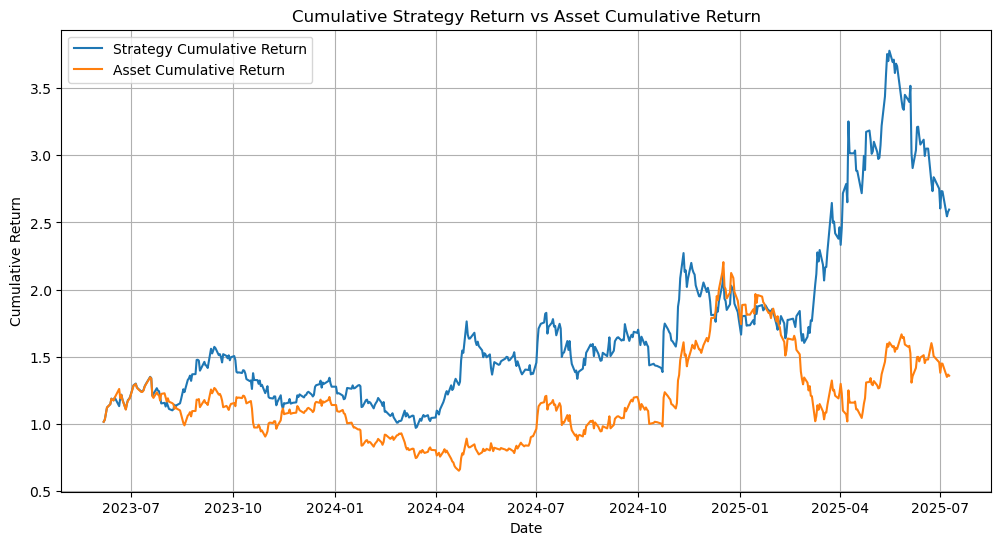 Cumulative Strategy Return vs Asset Cumulative Return
Strategy Cumulative Return
Asset Cumulative Return
Cumulative Return
3.5
3.0
2.5
2.0
1.5
1.0
0.5
2023-07 2023-10 2024-01 2024-04 2024-07 2024-10 2025-01 2025-04 2025-07
Date